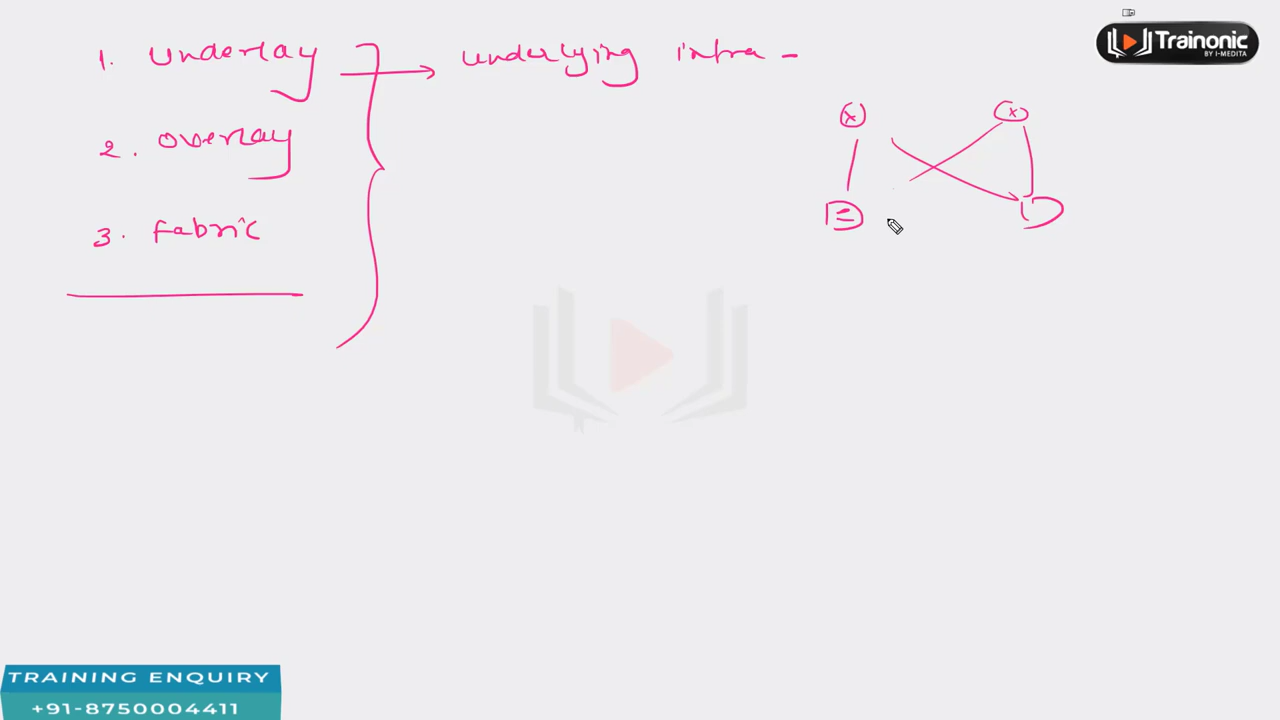 1. Underlay
underlying infra -
2. overlay
3. fabric
Trainonic
BY I-MEDITA
TRAINING ENQUIRY
+91-8750004411